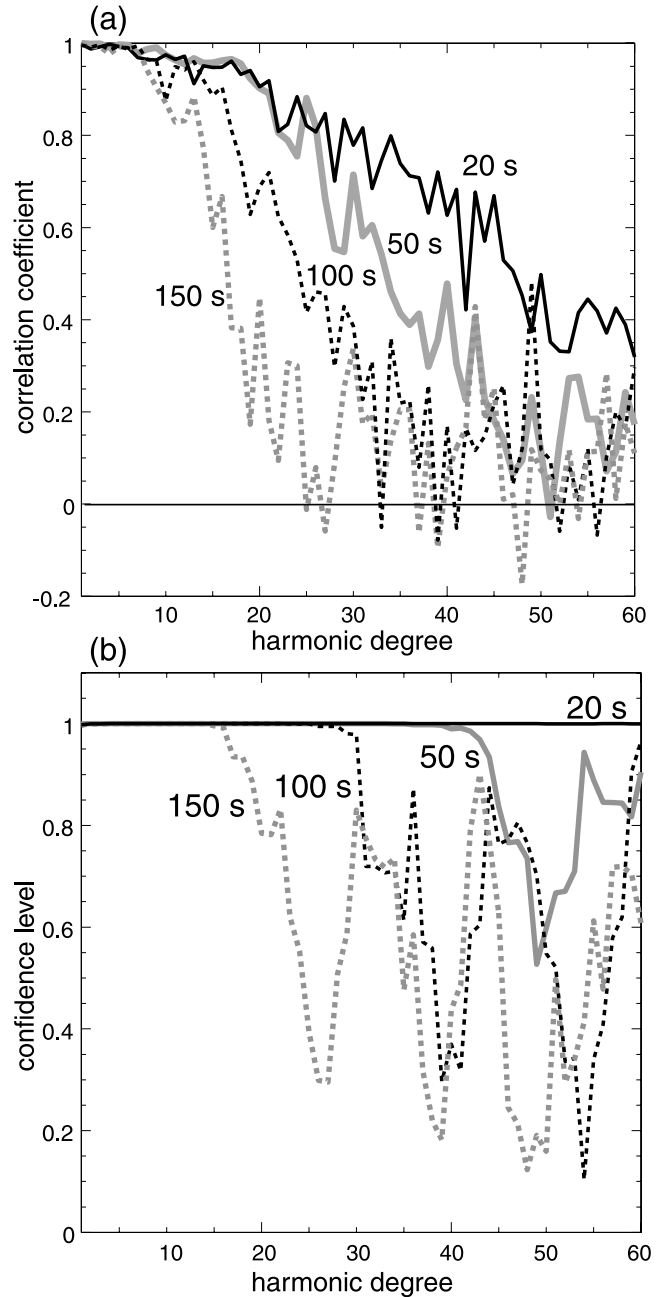 (a)
1
0.8
0.6
0.4
0.2
0
-0.2
correlation coefficient
20 s
50 s
100 s
150 s
10 20 30 40 50 60
harmonic degree
(b)
1
0.8
0.6
0.4
0.2
0
confidence level
20 s
50 s
100 s
150 s
10 20 30 40 50 60
harmonic degree